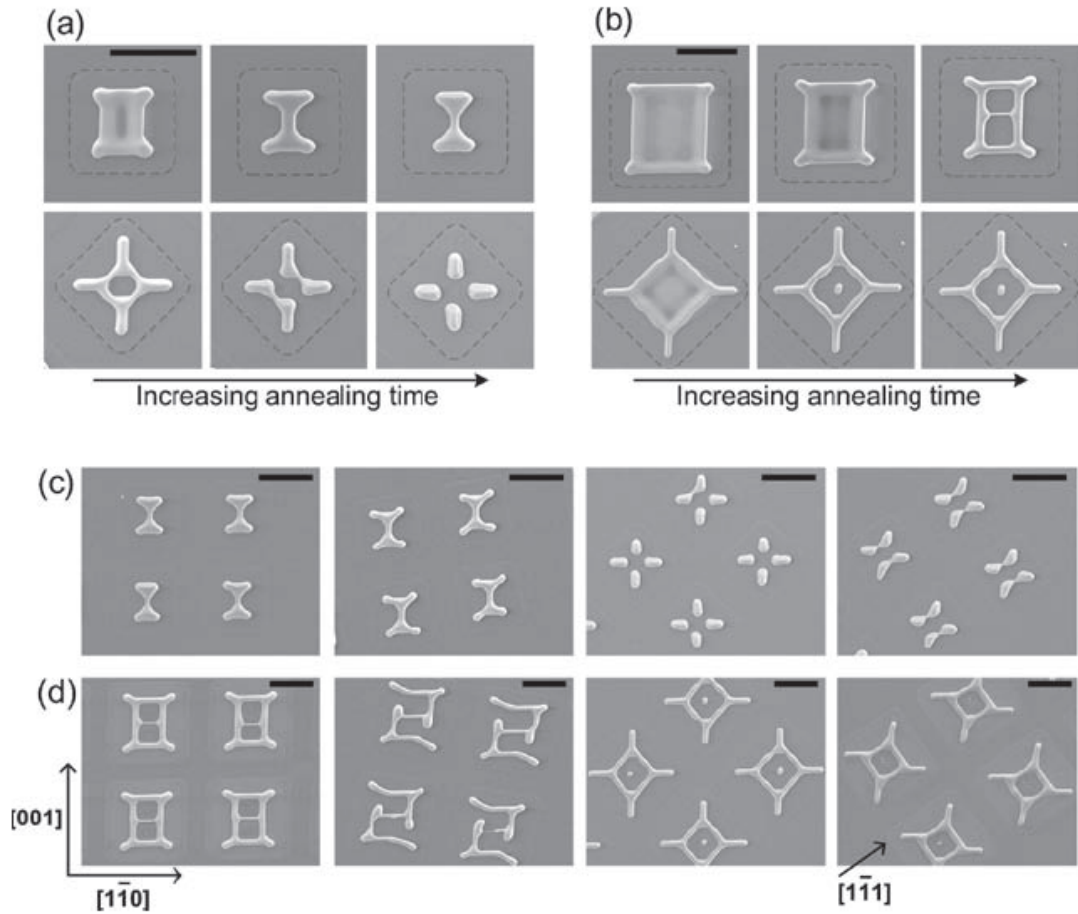 (a)
(b)
Increasing annealing time
Increasing annealing time
(c)
(d)
[001]
[11̄0]
[11̄1]